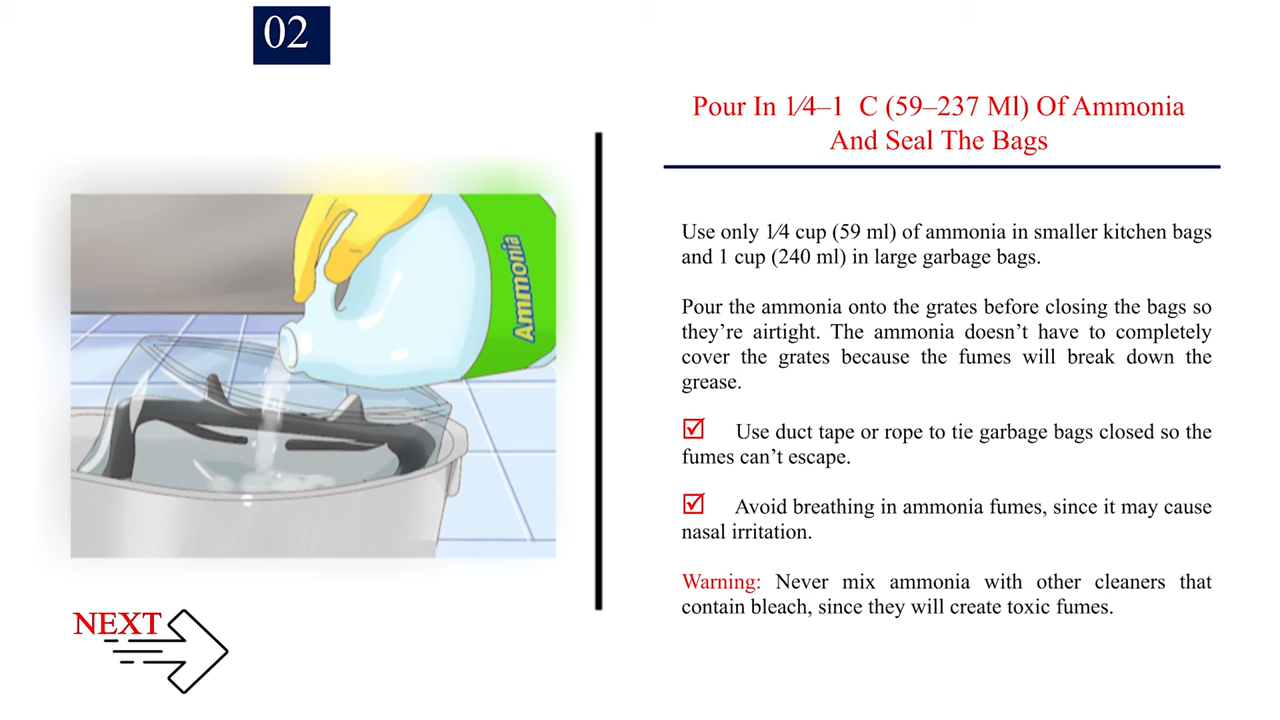 02
Pour In 1⁄4–1 C (59–237 Ml) Of Ammonia
And Seal The Bags
Ammonia
Use only 1⁄4 cup (59 ml) of ammonia in smaller kitchen bags
and 1 cup (240 ml) in large garbage bags.
Pour the ammonia onto the grates before closing the bags so
they’re airtight. The ammonia doesn’t have to completely
cover the grates because the fumes will break down the
grease.
☑ Use duct tape or rope to tie garbage bags closed so the
fumes can’t escape.
☑ Avoid breathing in ammonia fumes, since it may cause
nasal irritation.
Warning: Never mix ammonia with other cleaners that
contain bleach, since they will create toxic fumes.
NEXT